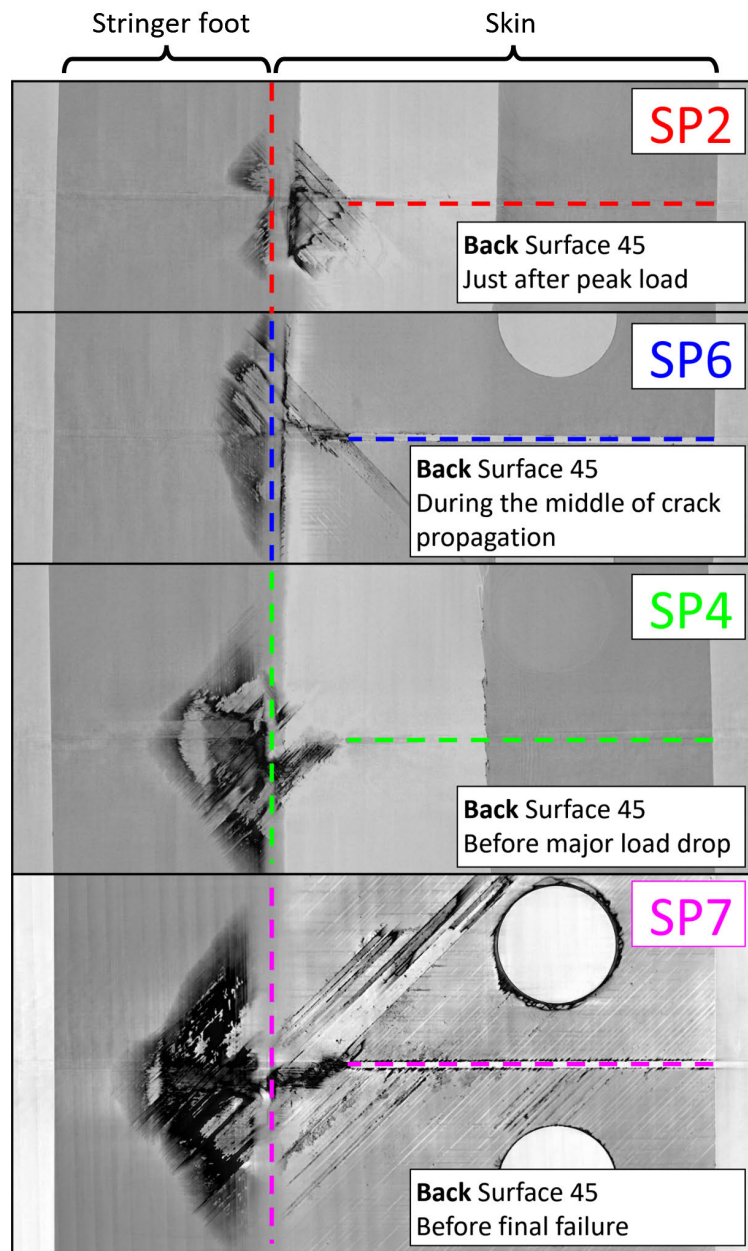 Stringer foot
Skin
SP2
Back Surface 45
Just after peak load
SP6
Back Surface 45
During the middle of crack
propagation
SP4
Back Surface 45
Before major load drop
SP7
Back Surface 45
Before final failure